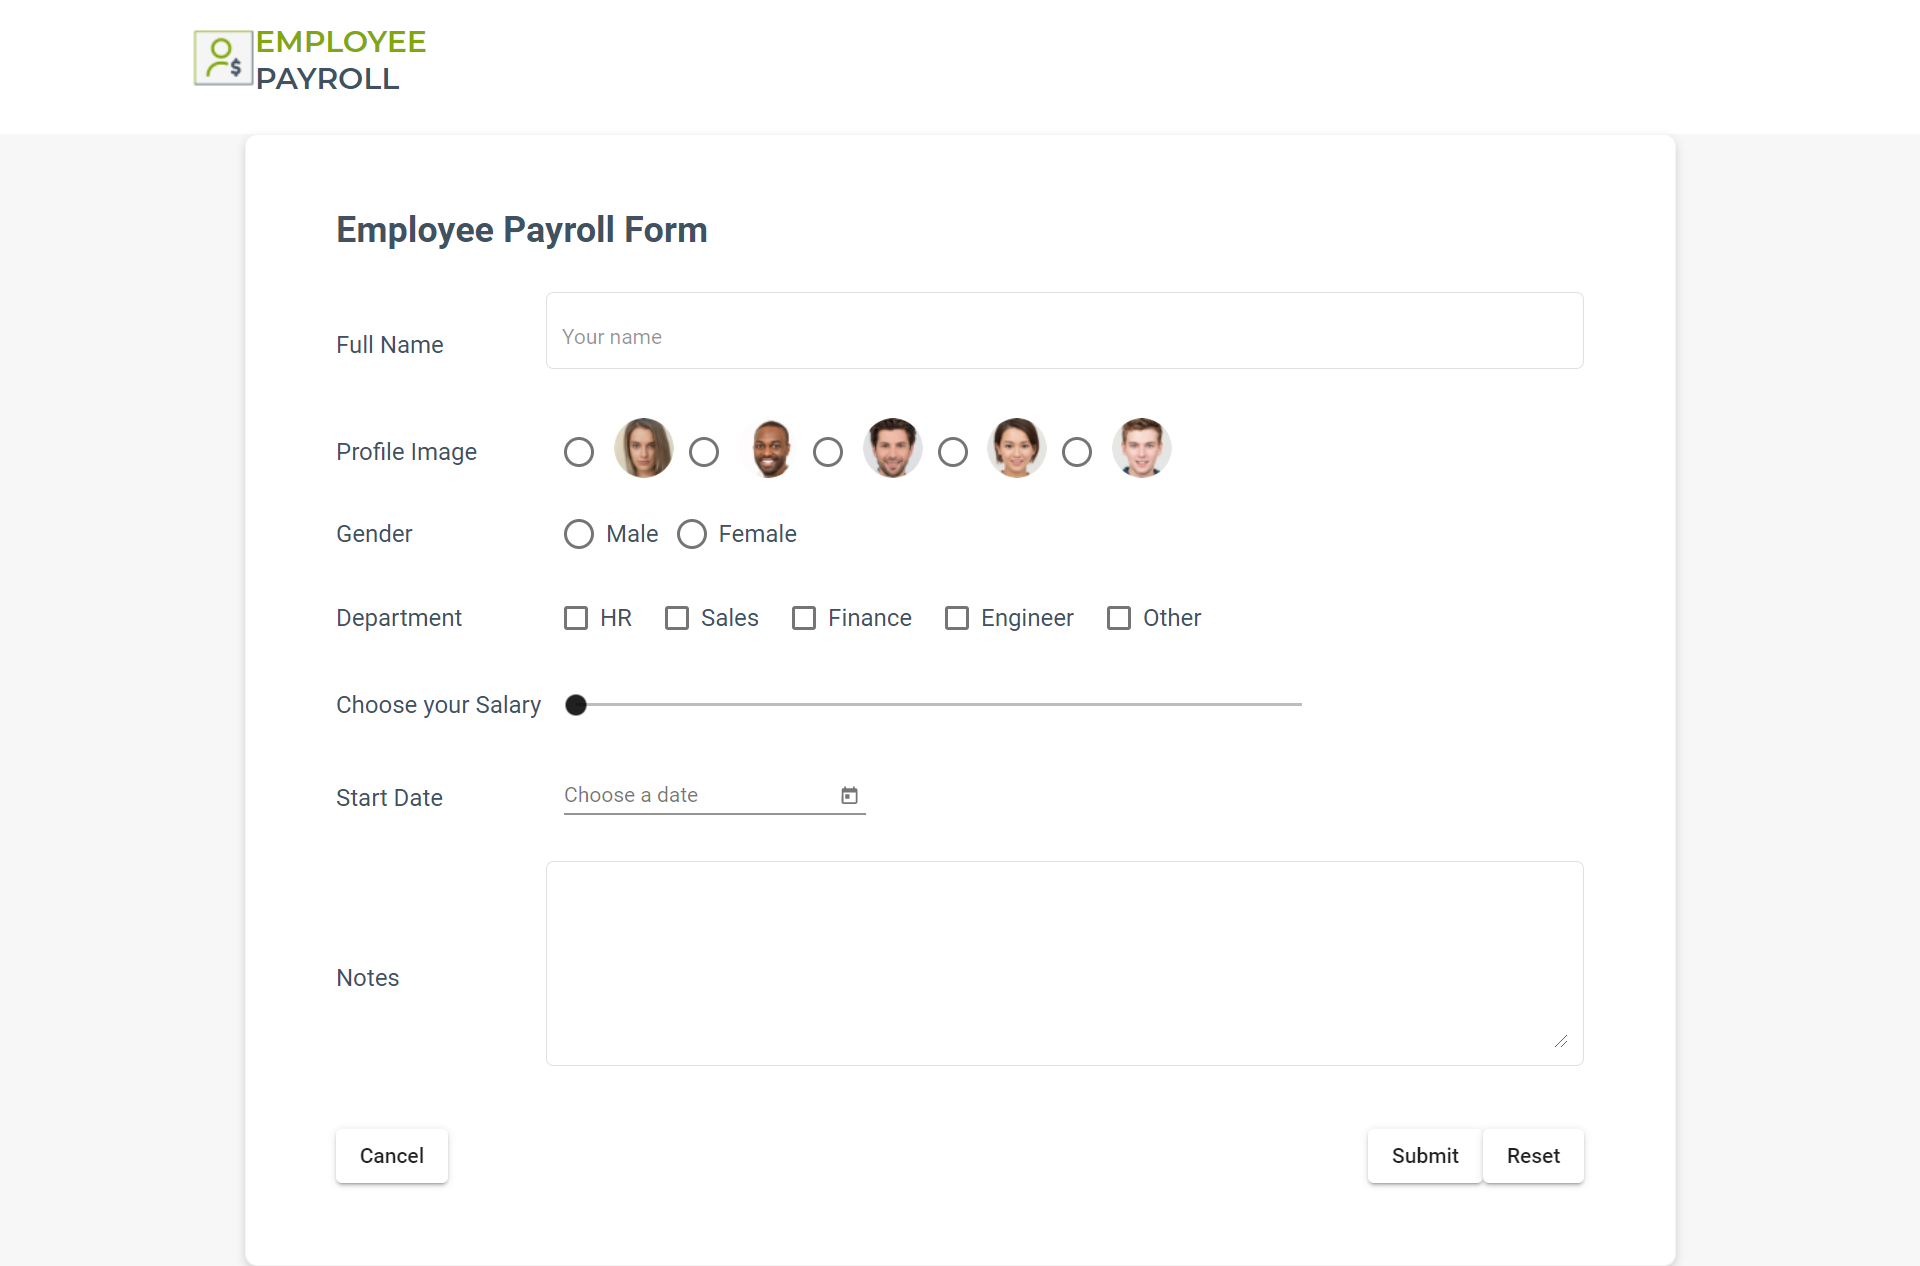 EMPLOYEE
PAYROLL
Employee Payroll Form
Full Name
Your name
Profile Image
Gender
Male
Female
Department
HR
Sales
Finance
Engineer
Other
Choose your Salary
Start Date
Choose a date
Notes
Cancel
Submit
Reset